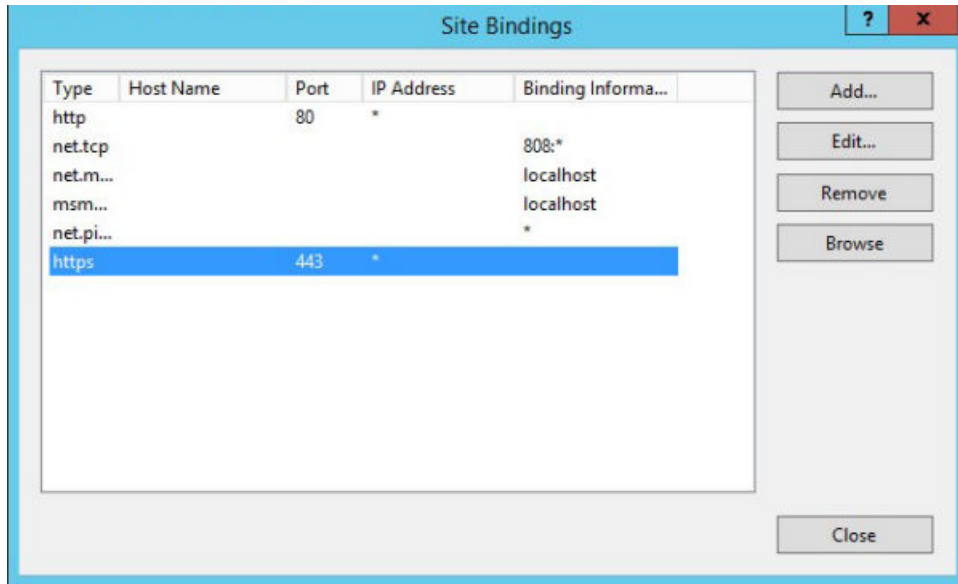 Site Bindings ? x
Type Host Name Port IP Address Binding Informa... Add...
http 80 *
net.tcp 808:* Edit...
net.m... localhost
msm... localhost Remove
net.pi... *
https 443 * Browse
Close